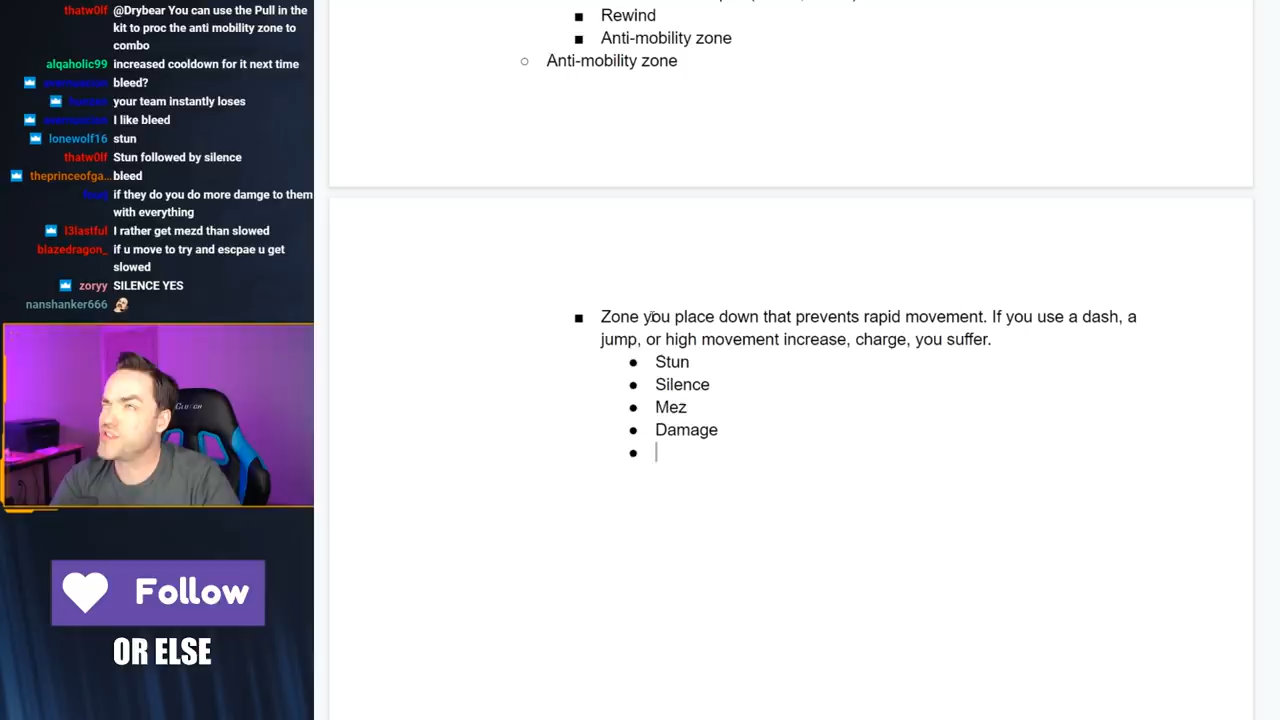 thatw0lf @Drybear You can use the Pull in the
kit to proc the anti mobility zone to
combo
alqaholic99 increased cooldown for it next time
bleed?
your team instantly loses
I like bleed
lonewolf16 stun
thatw0lf Stun followed by silence
theprinceofga... bleed
if they do you do more damge to them
with everything
l3lastful I rather get mezd than slowed
blazedragon_ if u move to try and escpae u get
slowed
zoryy SILENCE YES
nanshanker666
CLUTCH
Follow
OR ELSE
■ Rewind
■ Anti-mobility zone
○ Anti-mobility zone
■ Zone you place down that prevents rapid movement. If you use a dash, a
jump, or high movement increase, charge, you suffer.
● Stun
● Silence
● Mez
● Damage
●